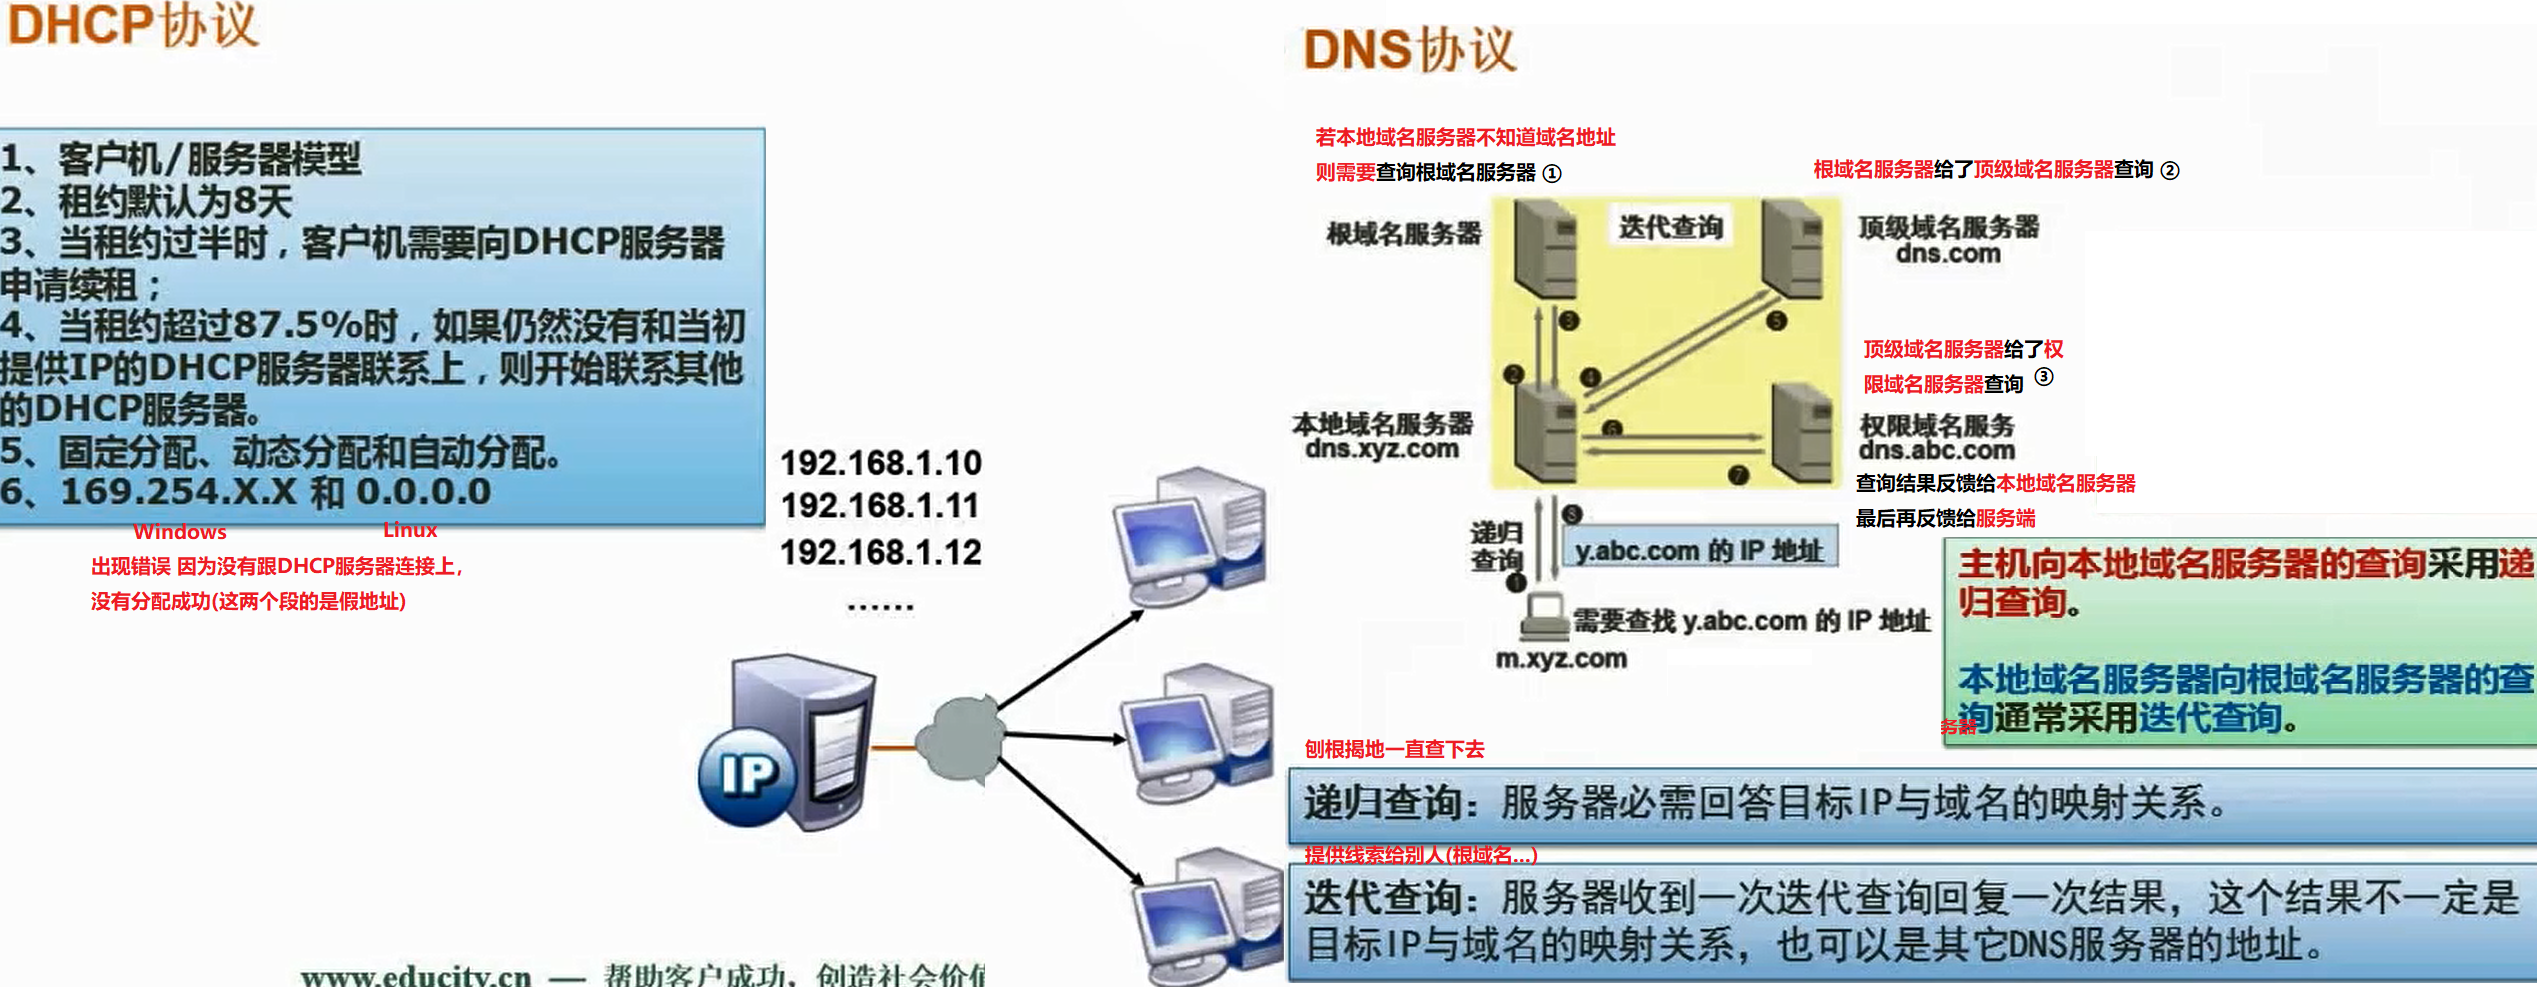 DHCP协议
1、客户机/服务器模型
2、租约默认为8天
3、当租约过半时，客户机需要向DHCP服务器
申请续租；
4、当租约超过87.5%时，如果仍然没有和当初
提供IP的DHCP服务器联系上，则开始联系其他
的DHCP服务器。
5、固定分配、动态分配和自动分配。
6、169.254.X.X 和 0.0.0.0
Windows
Linux
出现错误 因为没有跟DHCP服务器连接上，
没有分配成功(这两个段的是假地址)
192.168.1.10
192.168.1.11
192.168.1.12
......
IP
www.educity.cn — 帮助客户成功，创造社会价
DNS协议
若本地域名服务器不知道域名地址
则需要查询根域名服务器 ①
根域名服务器给了顶级域名服务器查询 ②
根域名服务器
迭代查询
顶级域名服务器
dns.com
❸
❺
顶级域名服务器给了权
限域名服务器查询 ③
❷
❹
本地域名服务器
dns.xyz.com
❻
❼
权限域名服务
dns.abc.com
查询结果反馈给本地域名服务器
最后再反馈给服务端
递归
查询
❽
y.abc.com 的 IP 地址
❶
需要查找 y.abc.com 的 IP 地址
m.xyz.com
主机向本地域名服务器的查询采用递
归查询。
本地域名服务器向根域名服务器的查
询通常采用迭代查询。
务器
刨根揭地一直查下去
递归查询：服务器必需回答目标IP与域名的映射关系。
提供线索给别人(根域名...)
迭代查询：服务器收到一次迭代查询回复一次结果，这个结果不一定是
目标IP与域名的映射关系，也可以是其它DNS服务器的地址。